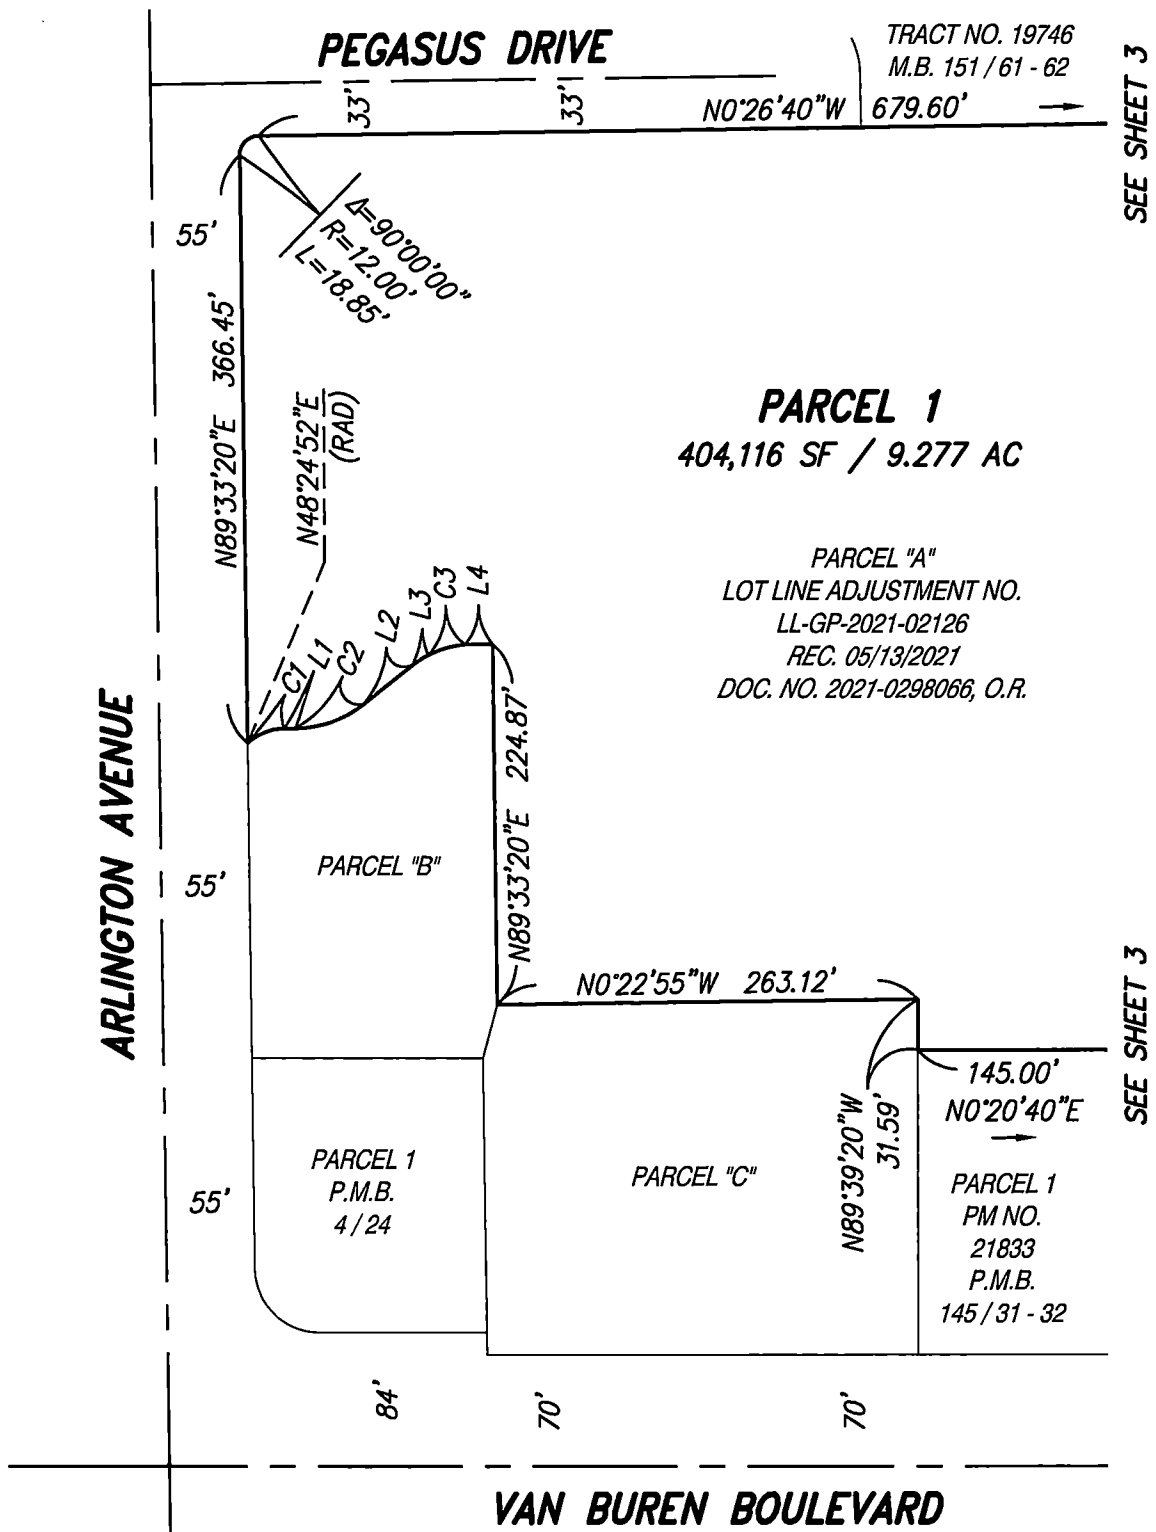 PEGASUS DRIVE
TRACT NO. 19746
M.B. 151 / 61 - 62
SEE SHEET 3
33'
33'
N0°26'40"W 679.60'
55'
Δ=90°00'00"
R=12.00'
L=18.85'
N89°33'20"E 366.45'
N48°24'52"E
(RAD)
PARCEL 1
404,116 SF / 9.277 AC
PARCEL "A"
LOT LINE ADJUSTMENT NO.
LL-GP-2021-02126
REC. 05/13/2021
DOC. NO. 2021-0298066, O.R.
C1
L1
C2
L2
L3
C3
L4
ARLINGTON AVENUE
N89°33'20"E 224.87'
PARCEL "B"
55'
N0°22'55"W 263.12'
SEE SHEET 3
N89°39'20"W
31.59'
145.00'
N0°20'40"E
PARCEL 1
P.M.B.
4 / 24
55'
PARCEL "C"
PARCEL 1
PM NO.
21833
P.M.B.
145 / 31 - 32
84'
70'
70'
VAN BUREN BOULEVARD